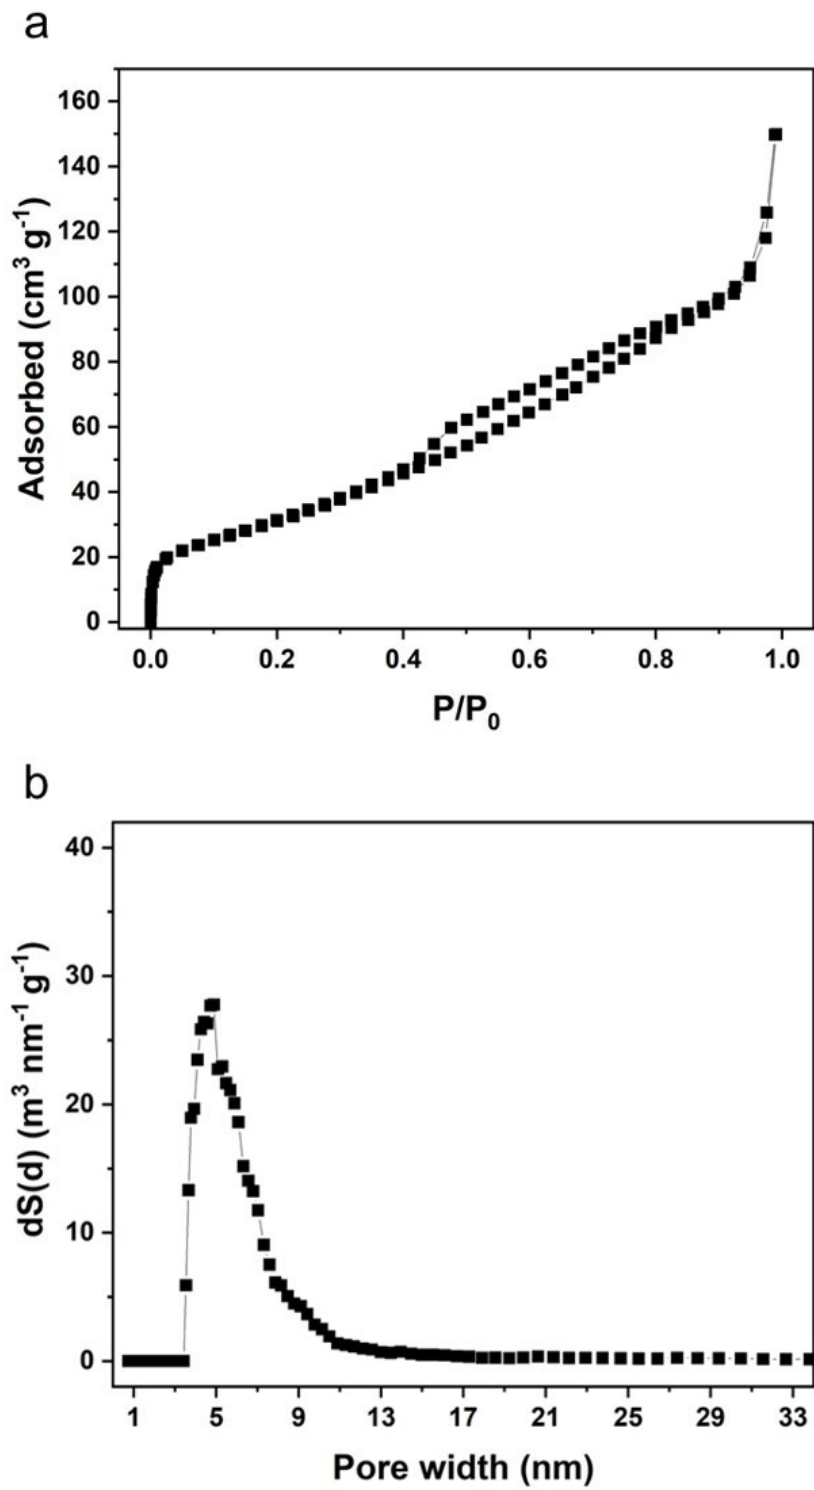 a
Adsorbed (cm³ g⁻¹)
160
140
120
100
80
60
40
20
0
0.0 0.2 0.4 0.6 0.8 1.0
P/P₀
b
dS(d) (m³ nm⁻¹ g⁻¹)
40
30
20
10
0
1 5 9 13 17 21 25 29 33
Pore width (nm)